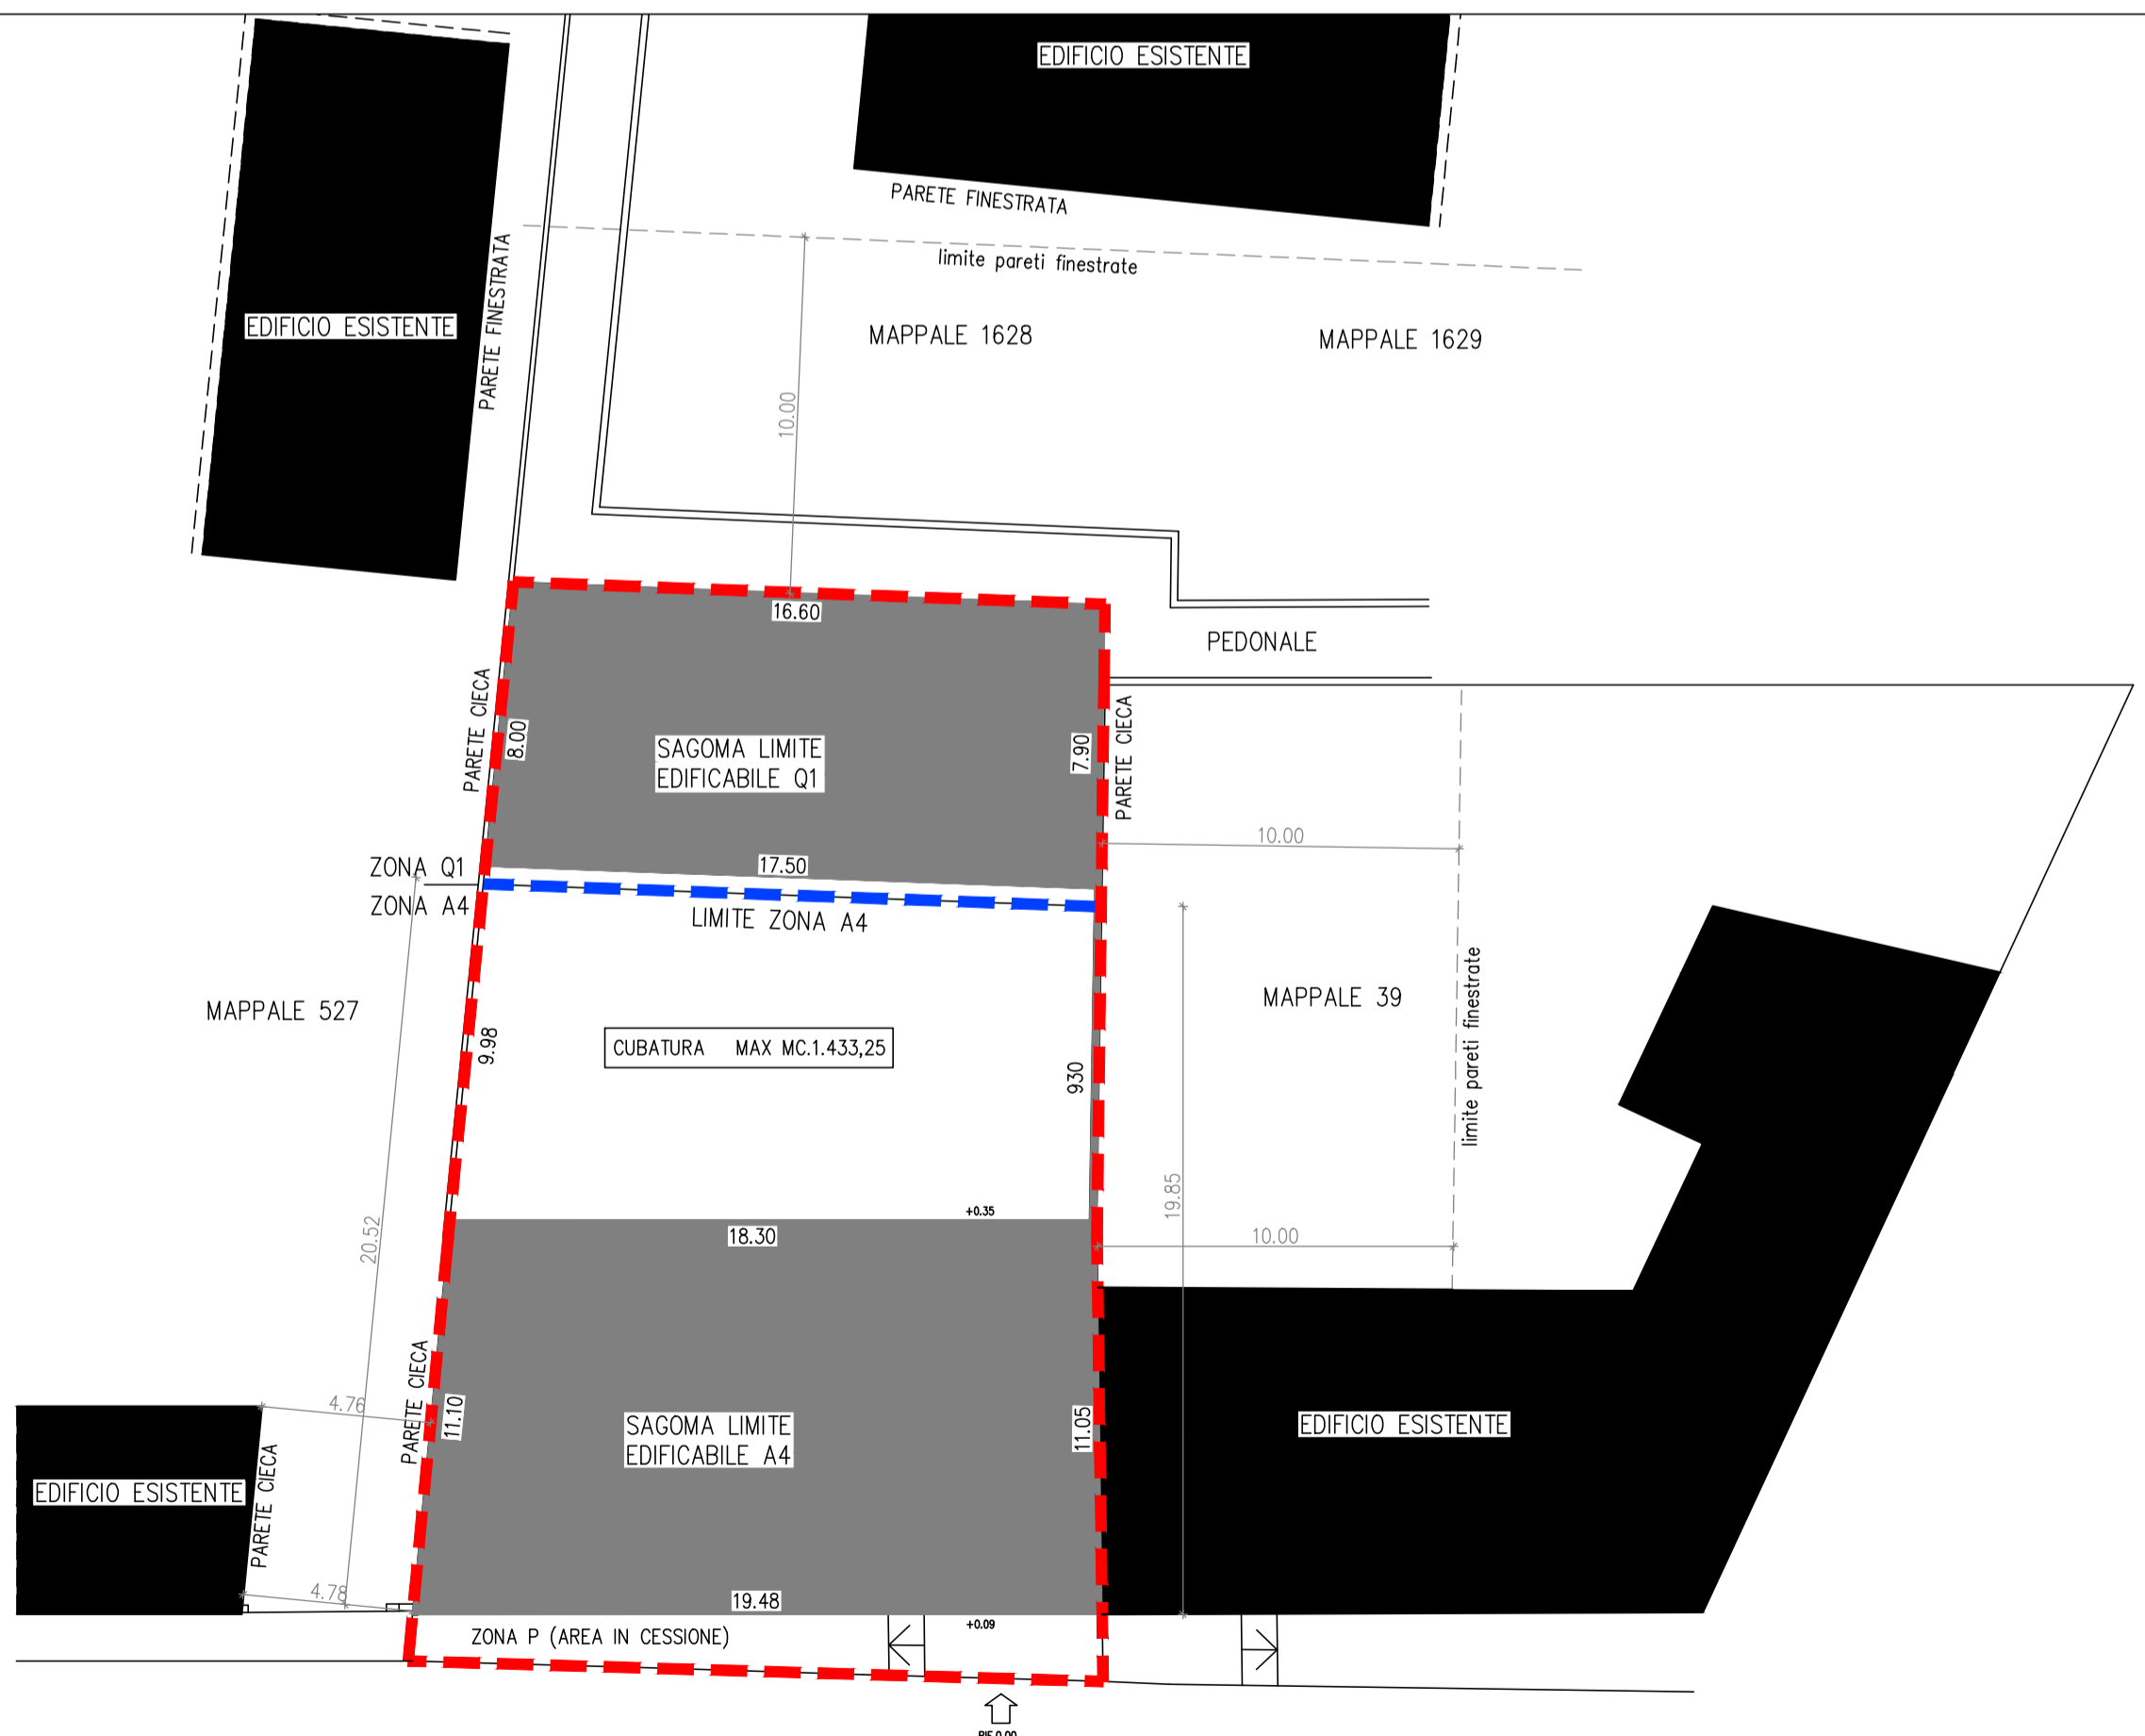 EDIFICIO ESISTENTE
PARETE FINESTRATA
limite pareti finestrate
PARETE FINESTRATA
EDIFICIO ESISTENTE
MAPPALE 1628
MAPPALE 1629
10.00
16.60
PEDONALE
PARETE CIECA
8.00
SAGOMA LIMITE
EDIFICABILE Q1
7.90
PARETE CIECA
10.00
ZONA Q1
17.50
ZONA A4
LIMITE ZONA A4
MAPPALE 527
9.98
CUBATURA MAX MC.1.433,25
930
MAPPALE 39
limite pareti finestrate
19.85
20.52
+0.35
18.30
10.00
4.76
PARETE CIECA
11.10
SAGOMA LIMITE
EDIFICABILE A4
11.05
EDIFICIO ESISTENTE
EDIFICIO ESISTENTE
PARETE CIECA
4.78
19.48
ZONA P (AREA IN CESSIONE)
+0.09
RIF.0.00